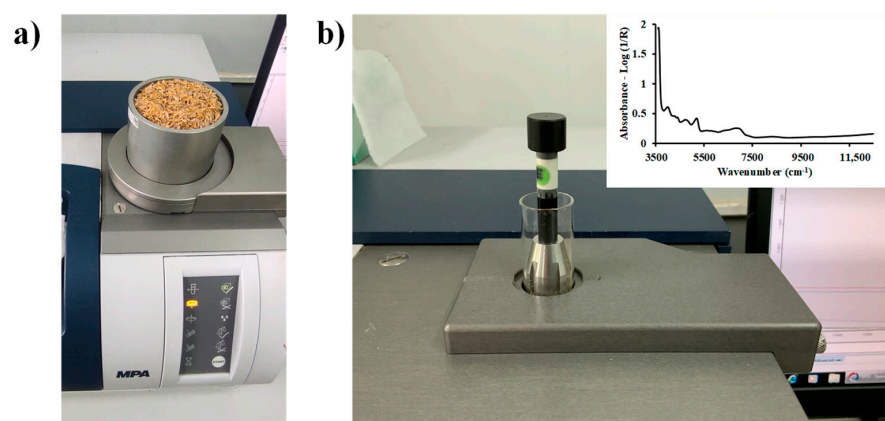 a)
MPA
START
b)
E
Absorbance - Log (1/R)
2
1.5
1
0.5
0
3500 5500 7500 9500 11,500
Wavenumber (cm-1)